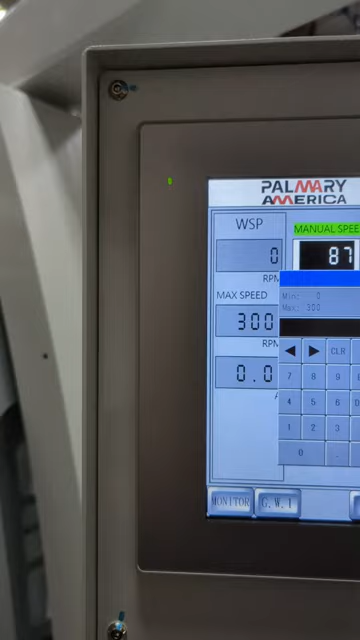 PALMARY
AMERICA
WSP
MANUAL SPEE
0
87
RPM
Min: 0
Max: 300
MAX SPEED
300
RPM
0.0
◀ ▶ CLR
7 8 9
4 5 6 D
1 2 3
0 .
MONITOR G.W.I